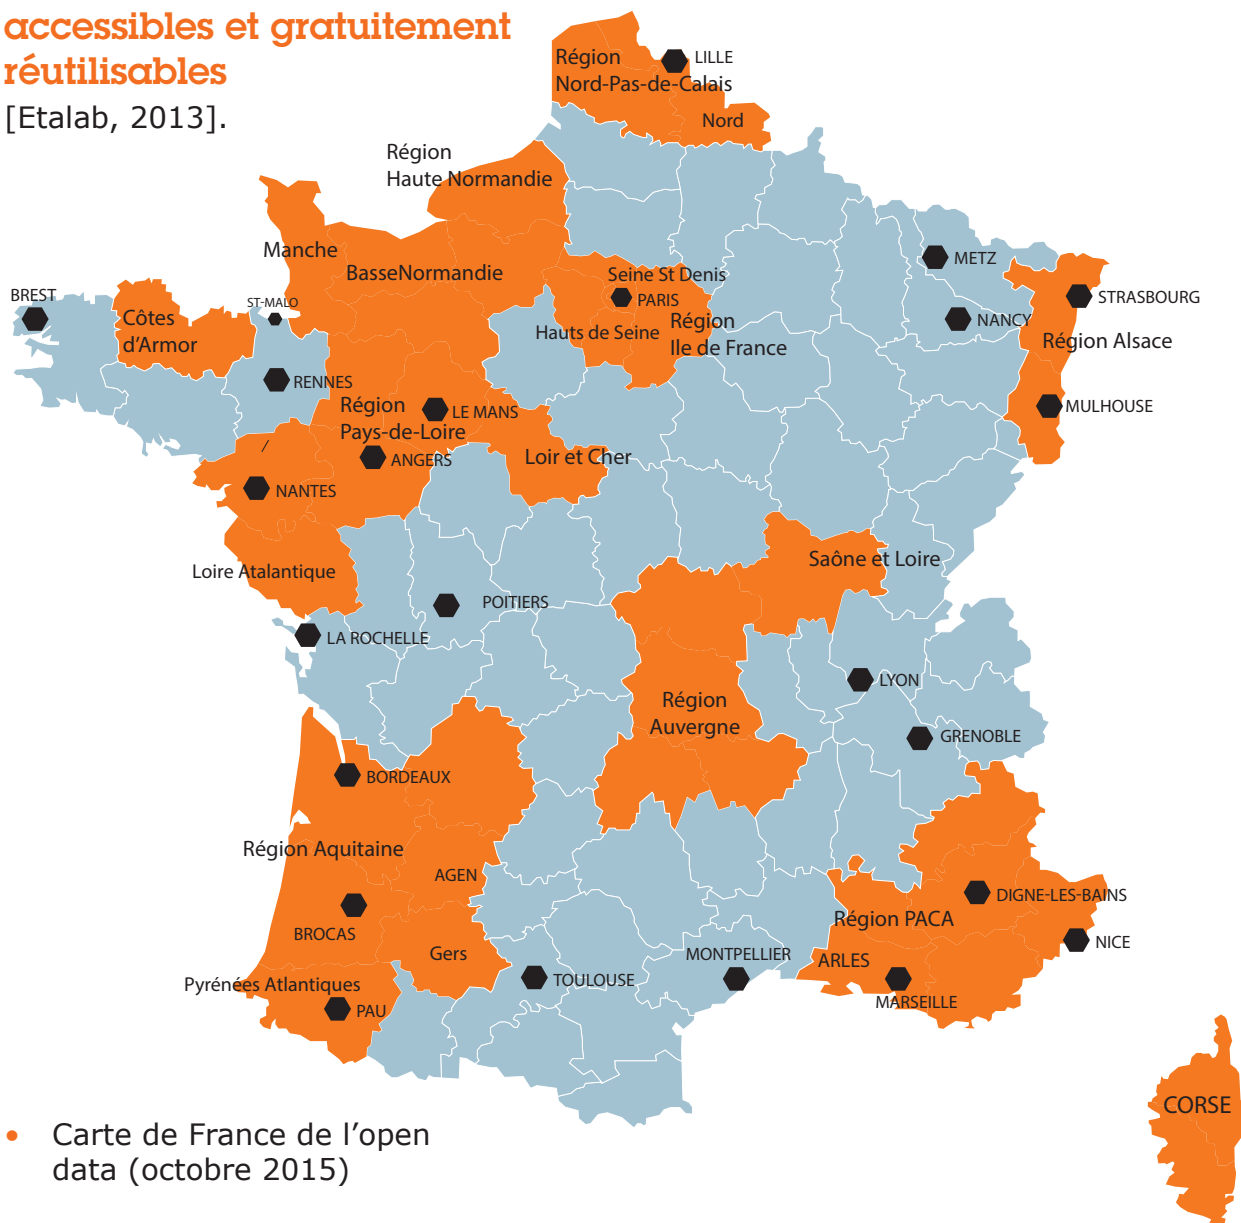 accessibles et gratuitement
réutilisables
[Etalab, 2013].
Région
Nord-Pas-de-Calais
LILLE
Nord
Région
Haute Normandie
Manche
BasseNormandie
Seine St Denis
PARIS
Hauts de Seine
Région
Ile de France
METZ
NANCY
STRASBOURG
Région Alsace
MULHOUSE
BREST
Côtes
d'Armor
ST-MALO
RENNES
Région
Pays-de-Loire
LE MANS
ANGERS
Loir et Cher
NANTES
Loire Atalantique
Saône et Loire
POITIERS
LA ROCHELLE
LYON
Région
Auvergne
GRENOBLE
BORDEAUX
Région Aquitaine
AGEN
BROCAS
Gers
Pyrénées Atlantiques
PAU
TOULOUSE
MONTPELLIER
Région PACA
DIGNE-LES-BAINS
NICE
ARLES
MARSEILLE
CORSE
• Carte de France de l’open
data (octobre 2015)